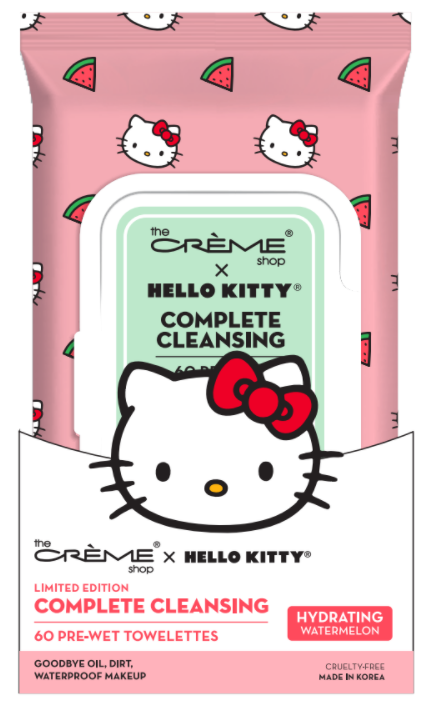 the
CRÈME®
shop
×
HELLO KITTY®
COMPLETE
CLEANSING
60
the
CRÈME®
shop
× HELLO KITTY®
LIMITED EDITION
COMPLETE CLEANSING
60 PRE-WET TOWELETTES
HYDRATING
WATERMELON
GOODBYE OIL, DIRT,
WATERPROOF MAKEUP
CRUELTY-FREE
MADE IN KOREA